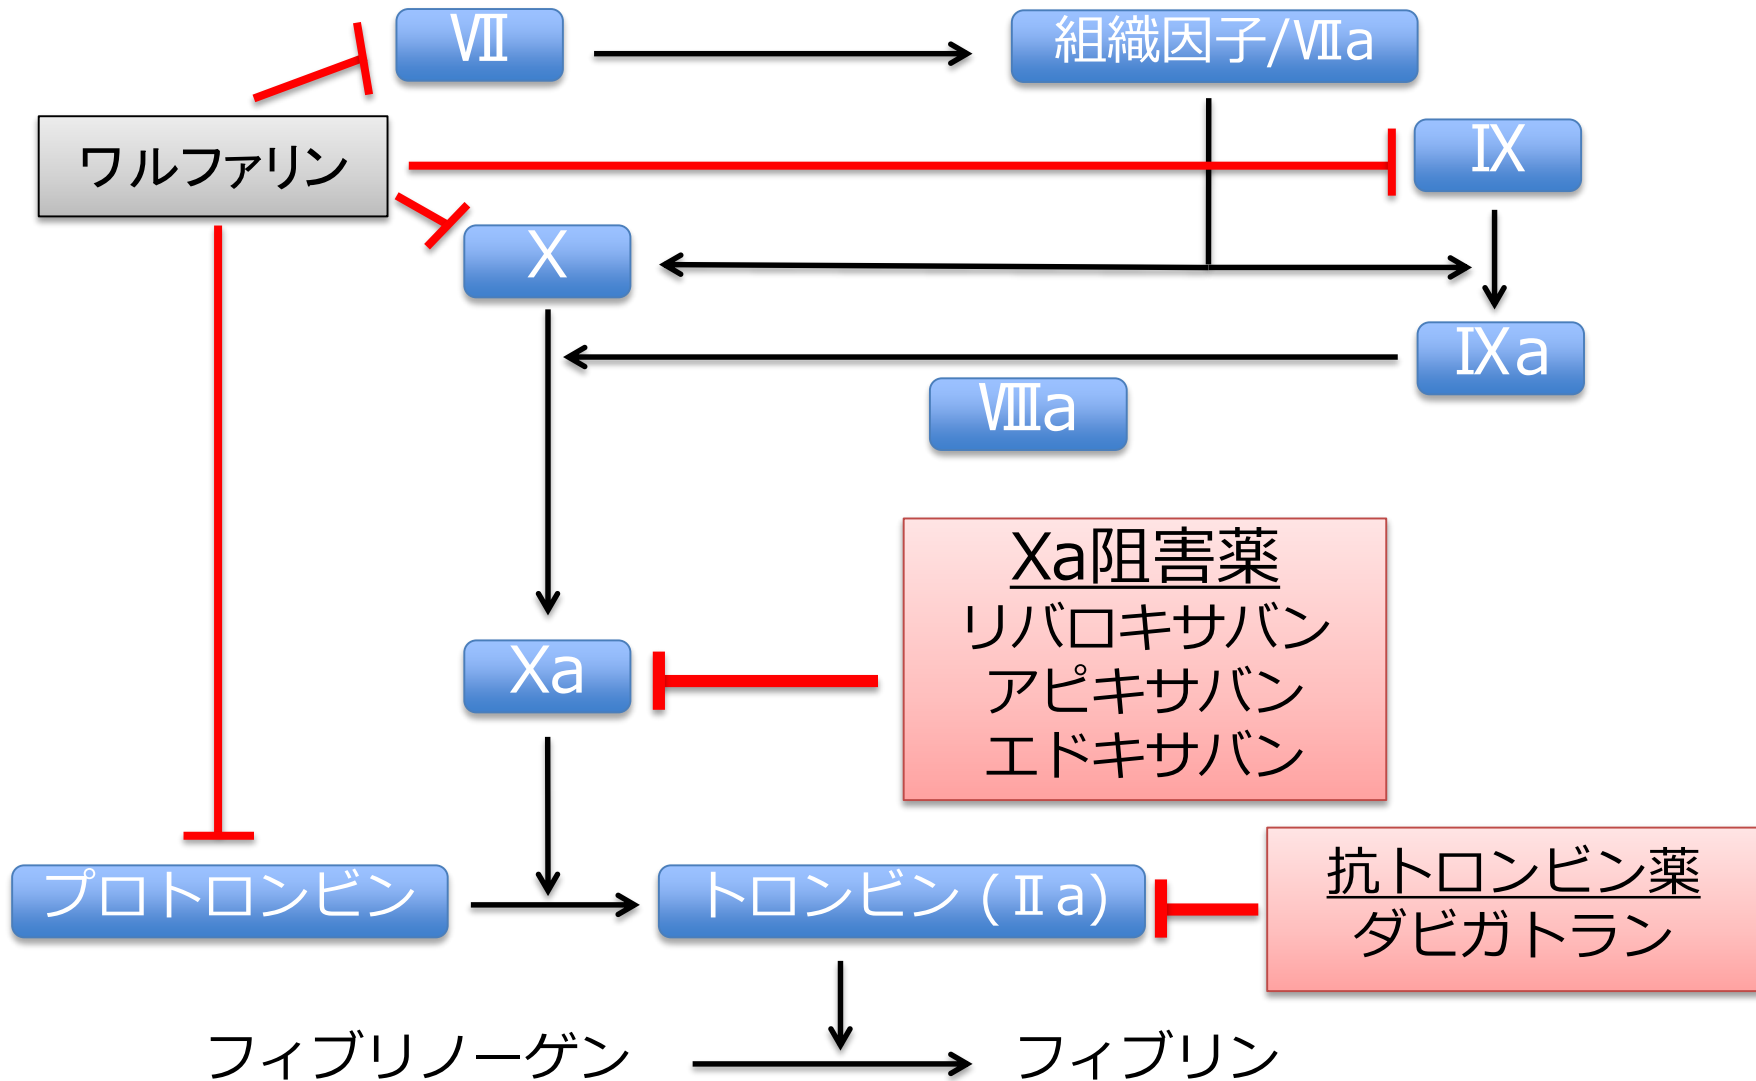 Ⅶ
組織因子/Ⅶa
ワルファリン
Ⅸ
Ⅹ
Ⅸa
Ⅷa
Xa阻害薬
リバロキサバン
アピキサバン
エドキサバン
Ⅹa
抗トロンビン薬
ダビガトラン
プロトロンビン
トロンビン(Ⅱa)
フィブリノーゲン
フィブリン